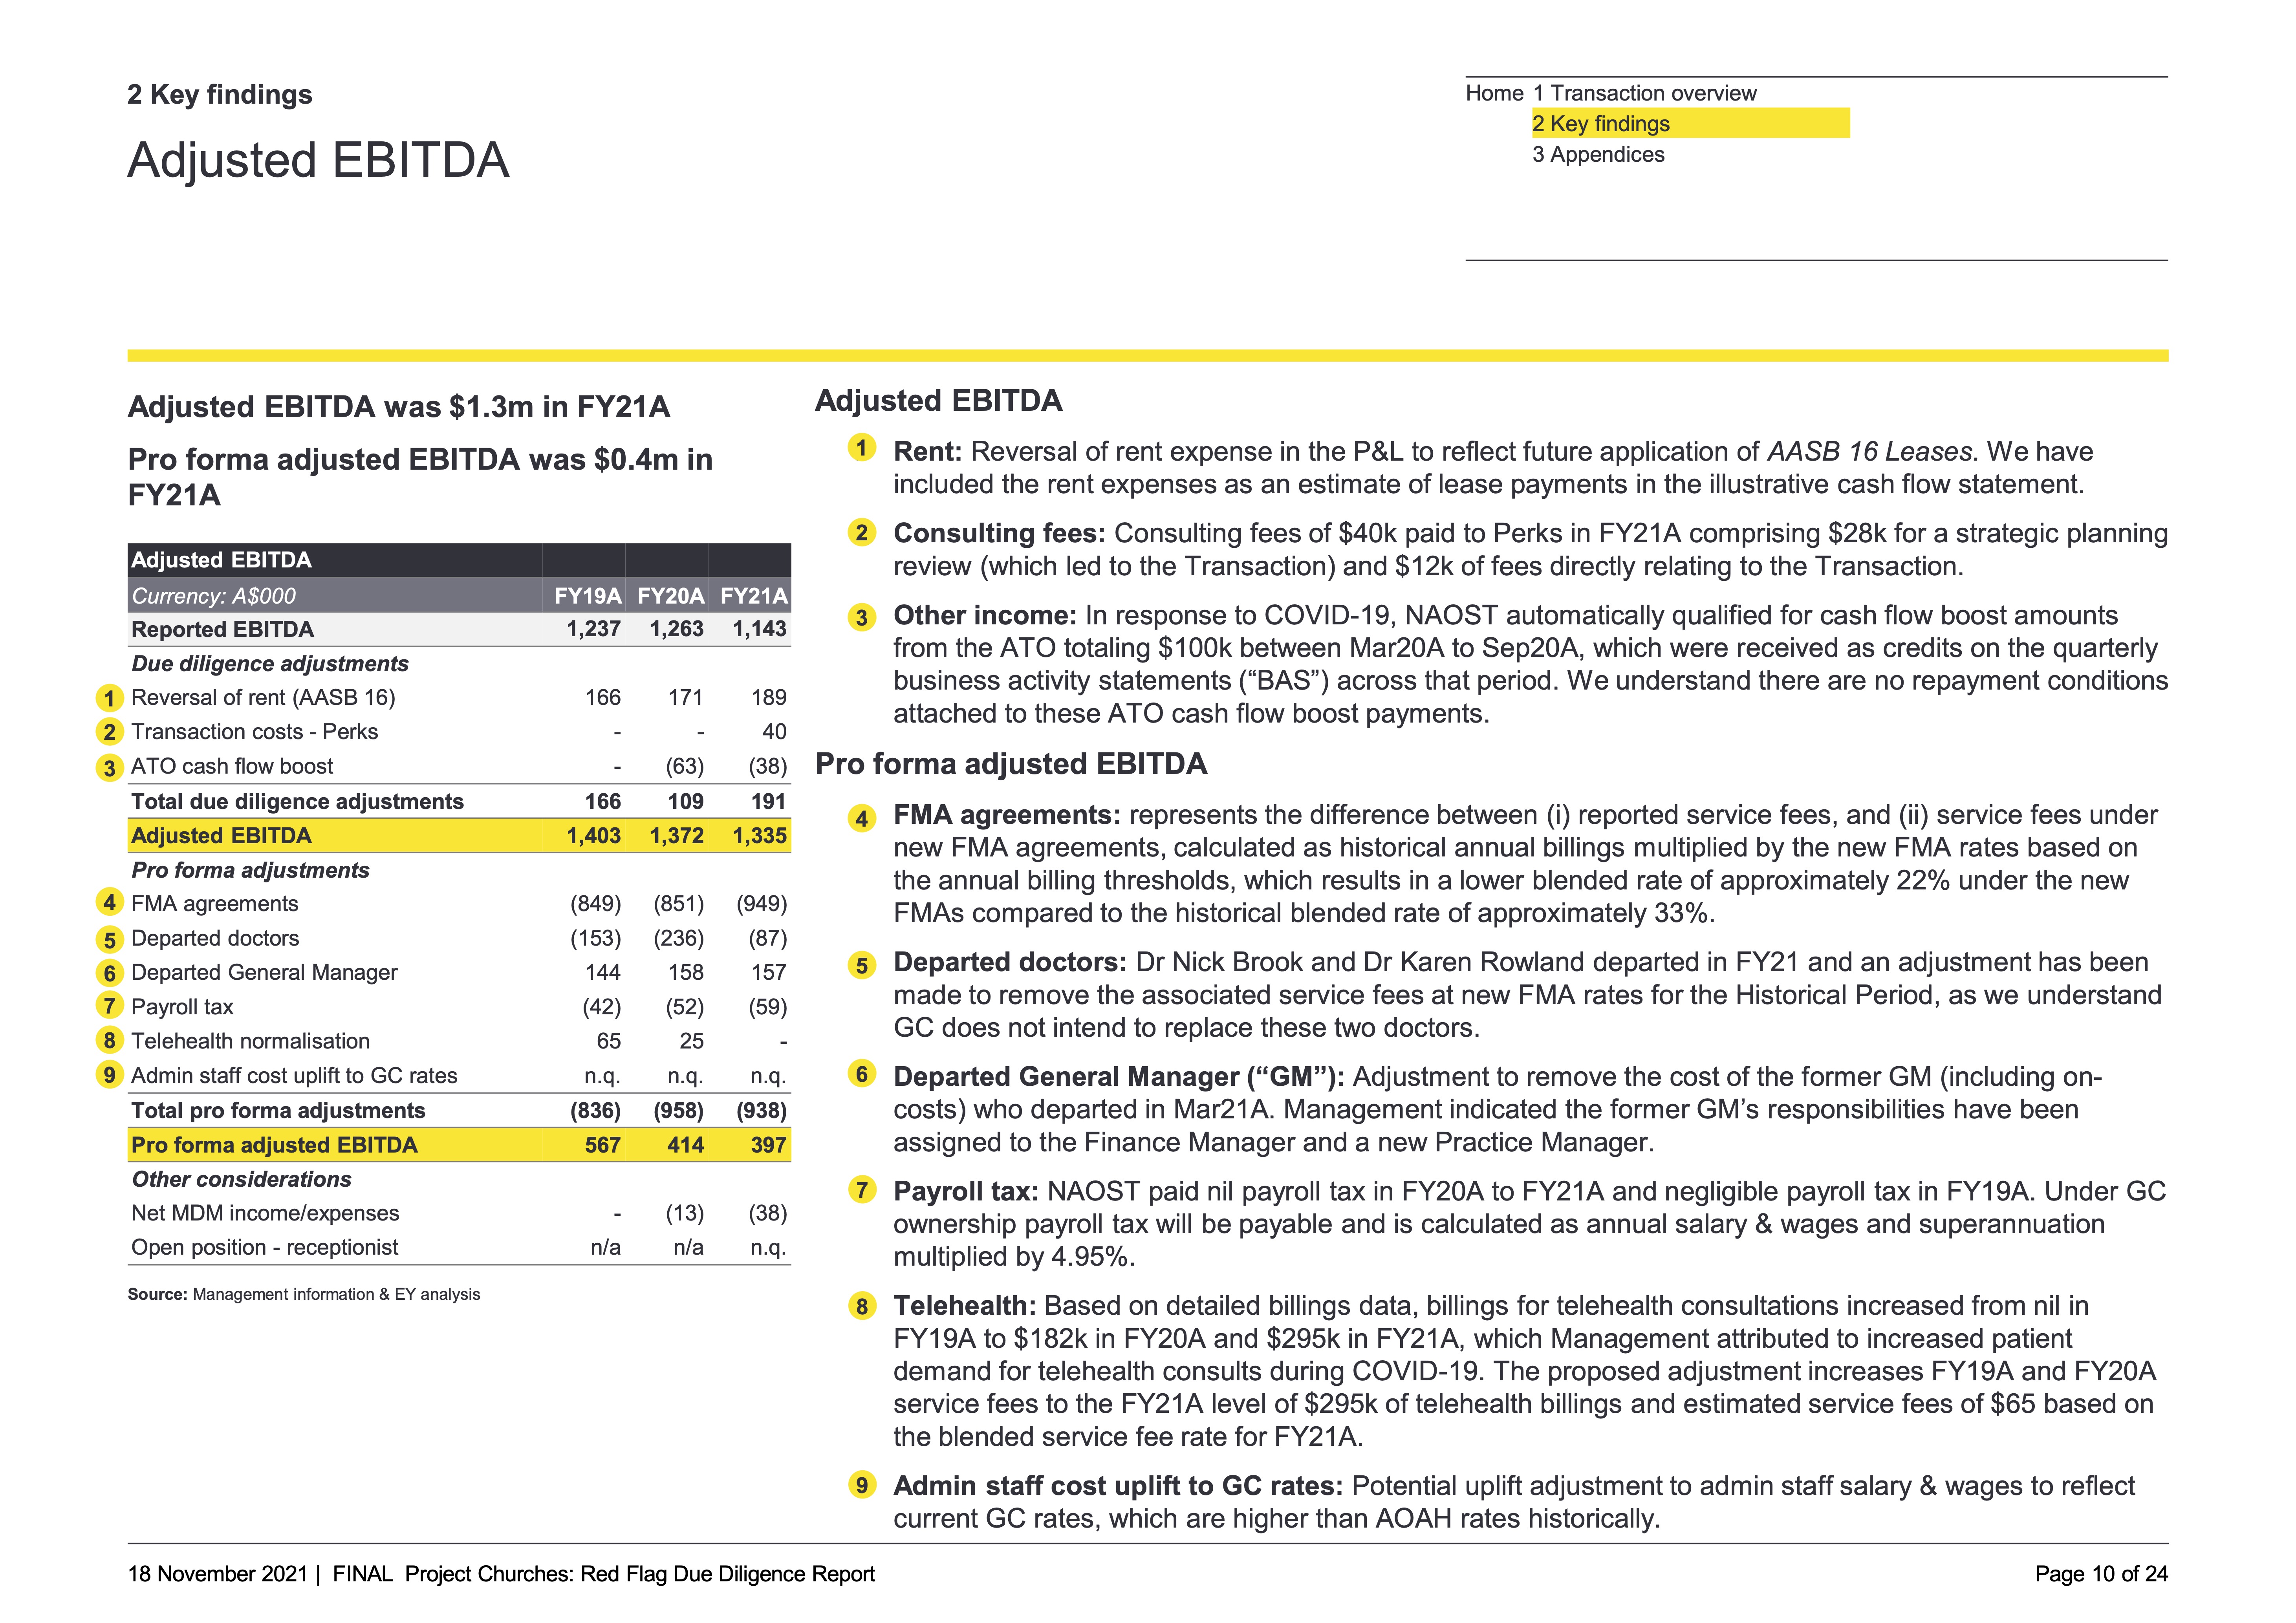 2 Key findings
Adjusted EBITDA
Home 1 Transaction overview
2 Key findings
3 Appendices
Adjusted EBITDA was $1.3m in FY21A
Pro forma adjusted EBITDA was $0.4m in
FY21A
Adjusted EBITDA
Currency: A$000 FY19A FY20A FY21A
Reported EBITDA 1,237 1,263 1,143
Due diligence adjustments
1 Reversal of rent (AASB 16) 166 171 189
2 Transaction costs - Perks - - 40
3 ATO cash flow boost - (63) (38)
Total due diligence adjustments 166 109 191
Adjusted EBITDA 1,403 1,372 1,335
Pro forma adjustments
4 FMA agreements (849) (851) (949)
5 Departed doctors (153) (236) (87)
6 Departed General Manager 144 158 157
7 Payroll tax (42) (52) (59)
8 Telehealth normalisation 65 25 -
9 Admin staff cost uplift to GC rates n.q. n.q. n.q.
Total pro forma adjustments (836) (958) (938)
Pro forma adjusted EBITDA 567 414 397
Other considerations
Net MDM income/expenses - (13) (38)
Open position - receptionist n/a n/a n.q.
Source: Management information & EY analysis
Adjusted EBITDA
1 Rent: Reversal of rent expense in the P&L to reflect future application of AASB 16 Leases. We have
included the rent expenses as an estimate of lease payments in the illustrative cash flow statement.
2 Consulting fees: Consulting fees of $40k paid to Perks in FY21A comprising $28k for a strategic planning
review (which led to the Transaction) and $12k of fees directly relating to the Transaction.
3 Other income: In response to COVID-19, NAOST automatically qualified for cash flow boost amounts
from the ATO totaling $100k between Mar20A to Sep20A, which were received as credits on the quarterly
business activity statements (“BAS”) across that period. We understand there are no repayment conditions
attached to these ATO cash flow boost payments.
Pro forma adjusted EBITDA
4 FMA agreements: represents the difference between (i) reported service fees, and (ii) service fees under
new FMA agreements, calculated as historical annual billings multiplied by the new FMA rates based on
the annual billing thresholds, which results in a lower blended rate of approximately 22% under the new
FMAs compared to the historical blended rate of approximately 33%.
5 Departed doctors: Dr Nick Brook and Dr Karen Rowland departed in FY21 and an adjustment has been
made to remove the associated service fees at new FMA rates for the Historical Period, as we understand
GC does not intend to replace these two doctors.
6 Departed General Manager (“GM”): Adjustment to remove the cost of the former GM (including on-
costs) who departed in Mar21A. Management indicated the former GM’s responsibilities have been
assigned to the Finance Manager and a new Practice Manager.
7 Payroll tax: NAOST paid nil payroll tax in FY20A to FY21A and negligible payroll tax in FY19A. Under GC
ownership payroll tax will be payable and is calculated as annual salary & wages and superannuation
multiplied by 4.95%.
8 Telehealth: Based on detailed billings data, billings for telehealth consultations increased from nil in
FY19A to $182k in FY20A and $295k in FY21A, which Management attributed to increased patient
demand for telehealth consults during COVID-19. The proposed adjustment increases FY19A and FY20A
service fees to the FY21A level of $295k of telehealth billings and estimated service fees of $65 based on
the blended service fee rate for FY21A.
9 Admin staff cost uplift to GC rates: Potential uplift adjustment to admin staff salary & wages to reflect
current GC rates, which are higher than AOAH rates historically.
18 November 2021 | FINAL Project Churches: Red Flag Due Diligence Report
Page 10 of 24